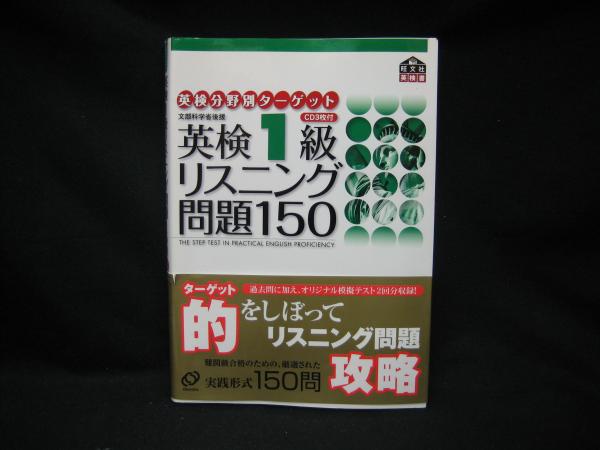 旺文社
英検書
英検分野別ターゲット
文部科学省後援
CD3枚付
英検1級
リスニング
問題150
THE STEP TEST IN PRACTICAL ENGLISH PROFICIENCY
過去問に加え、オリジナル模擬テスト2回分収録!
ターゲット
的をしぼって
リスニング問題
攻略
難関級合格のための、厳選された
実践形式150問